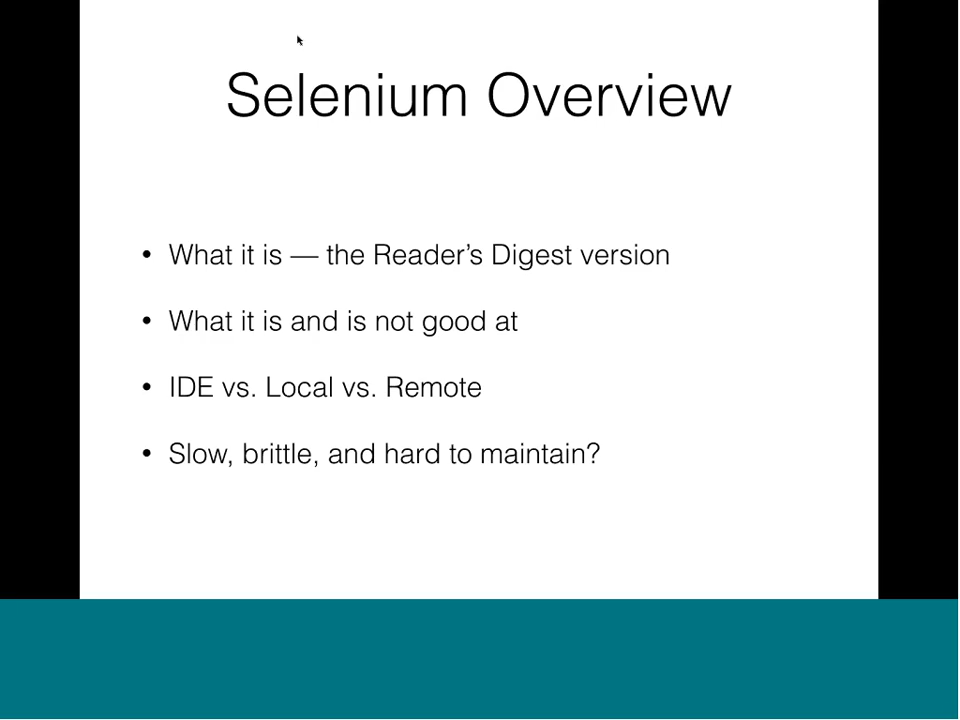 Selenium Overview
• What it is — the Reader’s Digest version
• What it is and is not good at
• IDE vs. Local vs. Remote
• Slow, brittle, and hard to maintain?